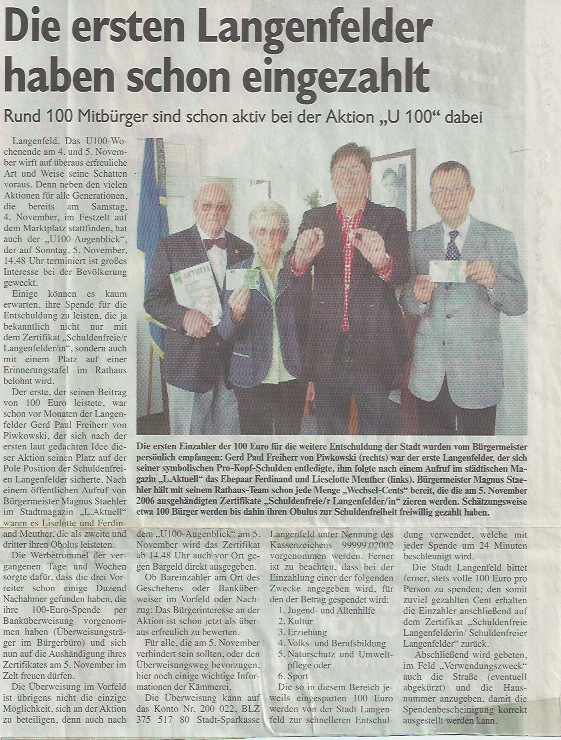 Die ersten Langenfelder
haben schon eingezahlt
Rund 100 Mitbürger sind schon aktiv bei der Aktion „U 100“ dabei
Langenfeld. Das U100-Wo-
chenende am 4. und 5. Novem-
ber wirft auf überaus erfreuliche
Art und Weise seine Schatten
voraus. Denn neben den vielen
Aktionen für alle Generationen,
die bereits am Samstag,
4. November, im Festzelt auf
dem Marktplatz stattfinden, hat
auch der „U100-Augenblick“,
der auf Sonntag, 5. November,
14.48 Uhr terminiert ist großes
Interesse bei der Bevölkerung
geweckt.
Einige können es kaum
erwarten, ihre Spende für die
Entschuldung zu leisten, die ja
bekanntlich nicht nur mit
dem Zertifikat „Schuldenfreie/r
Langenfelder/in“, sondern auch
mit einem Platz auf einer
Erinnerungstafel im Rathaus
belohnt wird.
Der erste, der seinen Beitrag
von 100 Euro leistete, war
schon vor Monaten der Langen-
felder Gerd Paul Freiherr von
Piwkowski, der sich nach der
ersten laut gedachten Idee die-
ser Aktion seinen Platz auf der
Pole Position der Schuldenfrei-
en Langenfelder sicherte. Nach
einem öffentlichen Aufruf von
Bürgermeister Magnus Staehler
im Stadtmagazin „L.Aktuell“
waren es Liselotte und Ferdin-
and Meuther, die als zweite und
dritter ihren Obolus leisteten.
Die Werbetrommel der ver-
gangenen Tage und Wochen
sorgte dafür, dass die drei Vor-
reiter schon einige Duzend
Nachahmer gefunden haben, die
ihre 100-Euro-Spende per
Banküberweisung vorgenom-
men haben (Überweisungsträ-
ger im Bürgerbüro) und sich
nun auf die Aushändigung ihres
Zertifikates am 5. November im
Zelt freuen dürfen.
Die Überweisung im Vorfeld
ist übrigens nicht die einzige
Möglichkeit, sich an der Aktion
zu beteiligen, denn auch nach
Die ersten Einzahler der 100 Euro für die weitere Entschuldung der Stadt wurden vom Bürgermeister
persönlich empfangen: Gerd Paul Freiherr von Piwkowski (rechts) war der erste Langenfelder, der sich
seiner symbolischen Pro-Kopf-Schulden entledigte, ihm folgte nach einem Aufruf im städtischen Ma-
gazin „L.Aktuell“ das Ehepaar Ferdinand und Lieselotte Meuther (links). Bürgermeister Magnus Sta-
ehler hält mit seinem Rathaus-Team schon jede Menge „Wechsel-Cents“ bereit, die die am 5. November
2006 ausgehändigten Zertifikate „Schuldenfreie/r Langenfelder/in“ zieren werden. Schätzungsweise
etwa 100 Bürger werden bis dahin ihren Obulus zur Schuldenfreiheit freiwillig gezahlt haben.
dem „U100-Augenblick“ am 5.
November wird das Zertifikat
ab 14.48 Uhr auch vor Ort ge-
gen Bargeld direkt ausgegeben.
Ob Bareinzahler am Ort des
Geschehens oder Banküber-
weiser im Vorfeld oder Nach-
zug: Das Bürgerinteresse an der
Aktion ist schon jetzt als über-
aus erfreulich zu bewerten.
Für alle, die am 5. November
verhindert sein sollten, oder den
Überweisungsweg bevorzugen,
hier noch einige wichtige Infor-
mationen der Kämmerei.
Die Überweisung kann auf
das Konto Nr. 200 022, BLZ
375 517 80 Stadt-Sparkasse
Langenfeld unter Nennung des
Kassenzeichens 99999.02002
vorgenommen werden. Ferner
ist zu beachten, dass bei der
Einzahlung einer der folgenden
Zwecke angegeben wird, für
den der Betrag gespendet wird:
1. Jugend- und Altenhilfe
2. Kultur
3. Erziehung
4. Volks- und Berufsbildung
5. Naturschutz und Umwelt-
pflege oder
6. Sport
Die so in diesem Bereich je-
weils eingesparten 100 Euro
werden von der Stadt Langen-
feld zur schnelleren Entschul-
dung verwendet, welche mit
jeder Spende um 24 Minuten
beschleunigt wird.
Die Stadt Langenfeld bittet
ferner, stets volle 100 Euro pro
Person zu spenden; den somit
zuviel gezahlten Cent erhalten
die Einzahler anschließend auf
dem Zertifikat „Schuldenfreie
Langenfelderin/ Schuldenfreier
Langenfelder“ zurück.
Abschließend wird gebeten,
im Feld „Verwendungszweck“
auch die Straße (eventuell
abgekürzt) und die Haus-
nummer anzugeben, damit die
Spendenbescheinigung korrekt
ausgestellt werden kann.